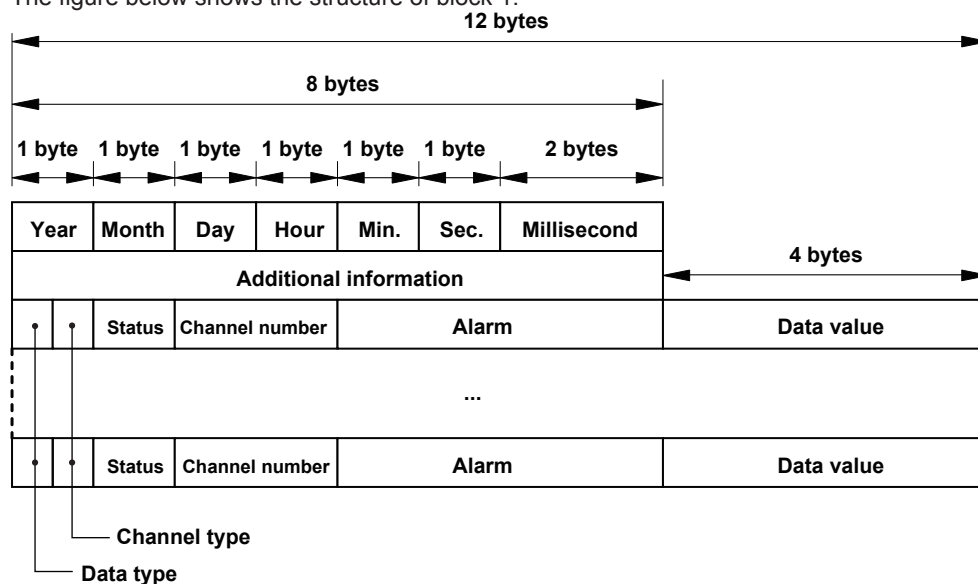 The figure below shows the structure of block 1.
12 bytes
8 bytes
1 byte 1 byte 1 byte 1 byte 1 byte 1 byte 2 bytes
Year Month Day Hour Min. Sec. Millisecond
Additional information 4 bytes
Status Channel number Alarm Data value
...
Status Channel number Alarm Data value
Channel type
Data type